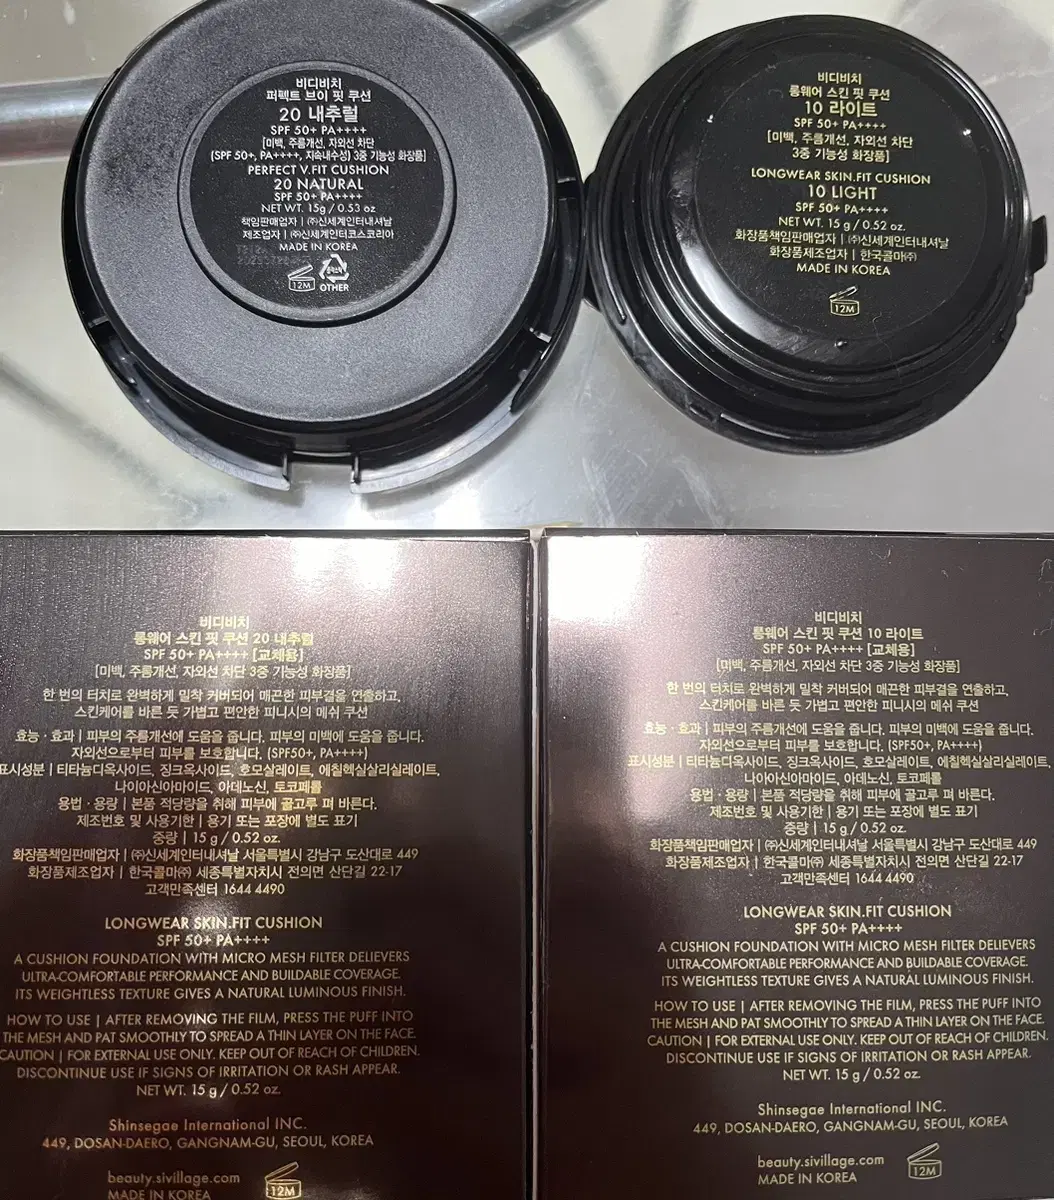 비디비치
퍼펙트 브이 핏 쿠션
20 내추럴
SPF 50+ PA++++
[미백, 주름개선, 자외선 차단
(SPF 50+, PA++++, 지속내수성) 3중 기능성 화장품]
PERFECT V.FIT CUSHION
20 NATURAL
SPF 50+ PA++++
NET WT. 15g / 0.53 oz
책임판매업자 | ㈜신세계인터내셔날
제조업자 | ㈜신세계인터코스코리아
MADE IN KOREA
12M
플라스틱
OTHER
비디비치
롱웨어 스킨 핏 쿠션
10 라이트
SPF 50+ PA++++
[미백, 주름개선, 자외선 차단
3중 기능성 화장품]
LONGWEAR SKIN.FIT CUSHION
10 LIGHT
SPF 50+ PA++++
NET WT. 15 g / 0.52 oz.
화장품책임판매업자 | ㈜신세계인터내셔날
화장품제조업자 | 한국콜마㈜
MADE IN KOREA
12M
비디비치
롱웨어 스킨 핏 쿠션 20 내추럴
SPF 50+ PA++++ [교체용]
[미백, 주름개선, 자외선 차단 3중 기능성 화장품]
한 번의 터치로 완벽하게 밀착 커버되어 매끈한 피부결을 연출하고,
스킨케어를 바른 듯 가볍고 편안한 피니시의 메쉬 쿠션
효능 · 효과 | 피부의 주름개선에 도움을 줍니다. 피부의 미백에 도움을 줍니다.
자외선으로부터 피부를 보호합니다. (SPF50+, PA++++)
표시성분 | 티타늄디옥사이드, 징크옥사이드, 호모살레이트, 에칠헥실살리실레이트,
나이아신아마이드, 아데노신, 토코페롤
용법 · 용량 | 본품 적당량을 취해 피부에 골고루 펴 바른다.
제조번호 및 사용기한 | 용기 또는 포장에 별도 표기
중량 | 15 g / 0.52 oz.
화장품책임판매업자 | ㈜신세계인터내셔날 서울특별시 강남구 도산대로 449
화장품제조업자 | 한국콜마㈜ 세종특별자치시 전의면 산단길 22-17
고객만족센터 1644 4490
LONGWEAR SKIN.FIT CUSHION
SPF 50+ PA++++
A CUSHION FOUNDATION WITH MICRO MESH FILTER DELIEVERS
ULTRA-COMFORTABLE PERFORMANCE AND BUILDABLE COVERAGE.
ITS WEIGHTLESS TEXTURE GIVES A NATURAL LUMINOUS FINISH.
HOW TO USE | AFTER REMOVING THE FILM, PRESS THE PUFF INTO
THE MESH AND PAT SMOOTHLY TO SPREAD A THIN LAYER ON THE FACE.
CAUTION | FOR EXTERNAL USE ONLY. KEEP OUT OF REACH OF CHILDREN.
DISCONTINUE USE IF SIGNS OF IRRITATION OR RASH APPEAR.
NET WT. 15 g / 0.52 oz.
Shinsegae International INC.
449, DOSAN-DAERO, GANGNAM-GU, SEOUL, KOREA
beauty.sivillage.com
MADE IN KOREA
12M
비디비치
롱웨어 스킨 핏 쿠션 10 라이트
SPF 50+ PA++++ [교체용]
[미백, 주름개선, 자외선 차단 3중 기능성 화장품]
한 번의 터치로 완벽하게 밀착 커버되어 매끈한 피부결을 연출하고,
스킨케어를 바른 듯 가볍고 편안한 피니시의 메쉬 쿠션
효능 · 효과 | 피부의 주름개선에 도움을 줍니다. 피부의 미백에 도움을 줍니다.
자외선으로부터 피부를 보호합니다. (SPF50+, PA++++)
표시성분 | 티타늄디옥사이드, 징크옥사이드, 호모살레이트, 에칠헥실살리실레이트,
나이아신아마이드, 아데노신, 토코페롤
용법 · 용량 | 본품 적당량을 취해 피부에 골고루 펴 바른다.
제조번호 및 사용기한 | 용기 또는 포장에 별도 표기
중량 | 15 g / 0.52 oz.
화장품책임판매업자 | ㈜신세계인터내셔날 서울특별시 강남구 도산대로 449
화장품제조업자 | 한국콜마㈜ 세종특별자치시 전의면 산단길 22-17
고객만족센터 1644 4490
LONGWEAR SKIN.FIT CUSHION
SPF 50+ PA++++
A CUSHION FOUNDATION WITH MICRO MESH FILTER DELIEVERS
ULTRA-COMFORTABLE PERFORMANCE AND BUILDABLE COVERAGE.
ITS WEIGHTLESS TEXTURE GIVES A NATURAL LUMINOUS FINISH.
HOW TO USE | AFTER REMOVING THE FILM, PRESS THE PUFF INTO
THE MESH AND PAT SMOOTHLY TO SPREAD A THIN LAYER ON THE FACE.
CAUTION | FOR EXTERNAL USE ONLY. KEEP OUT OF REACH OF CHILDREN.
DISCONTINUE USE IF SIGNS OF IRRITATION OR RASH APPEAR.
NET WT. 15 g / 0.52 oz.
Shinsegae International INC.
449, DOSAN-DAERO, GANGNAM-GU, SEOUL, KOREA
beauty.sivillage.com
MADE IN KOREA
12M